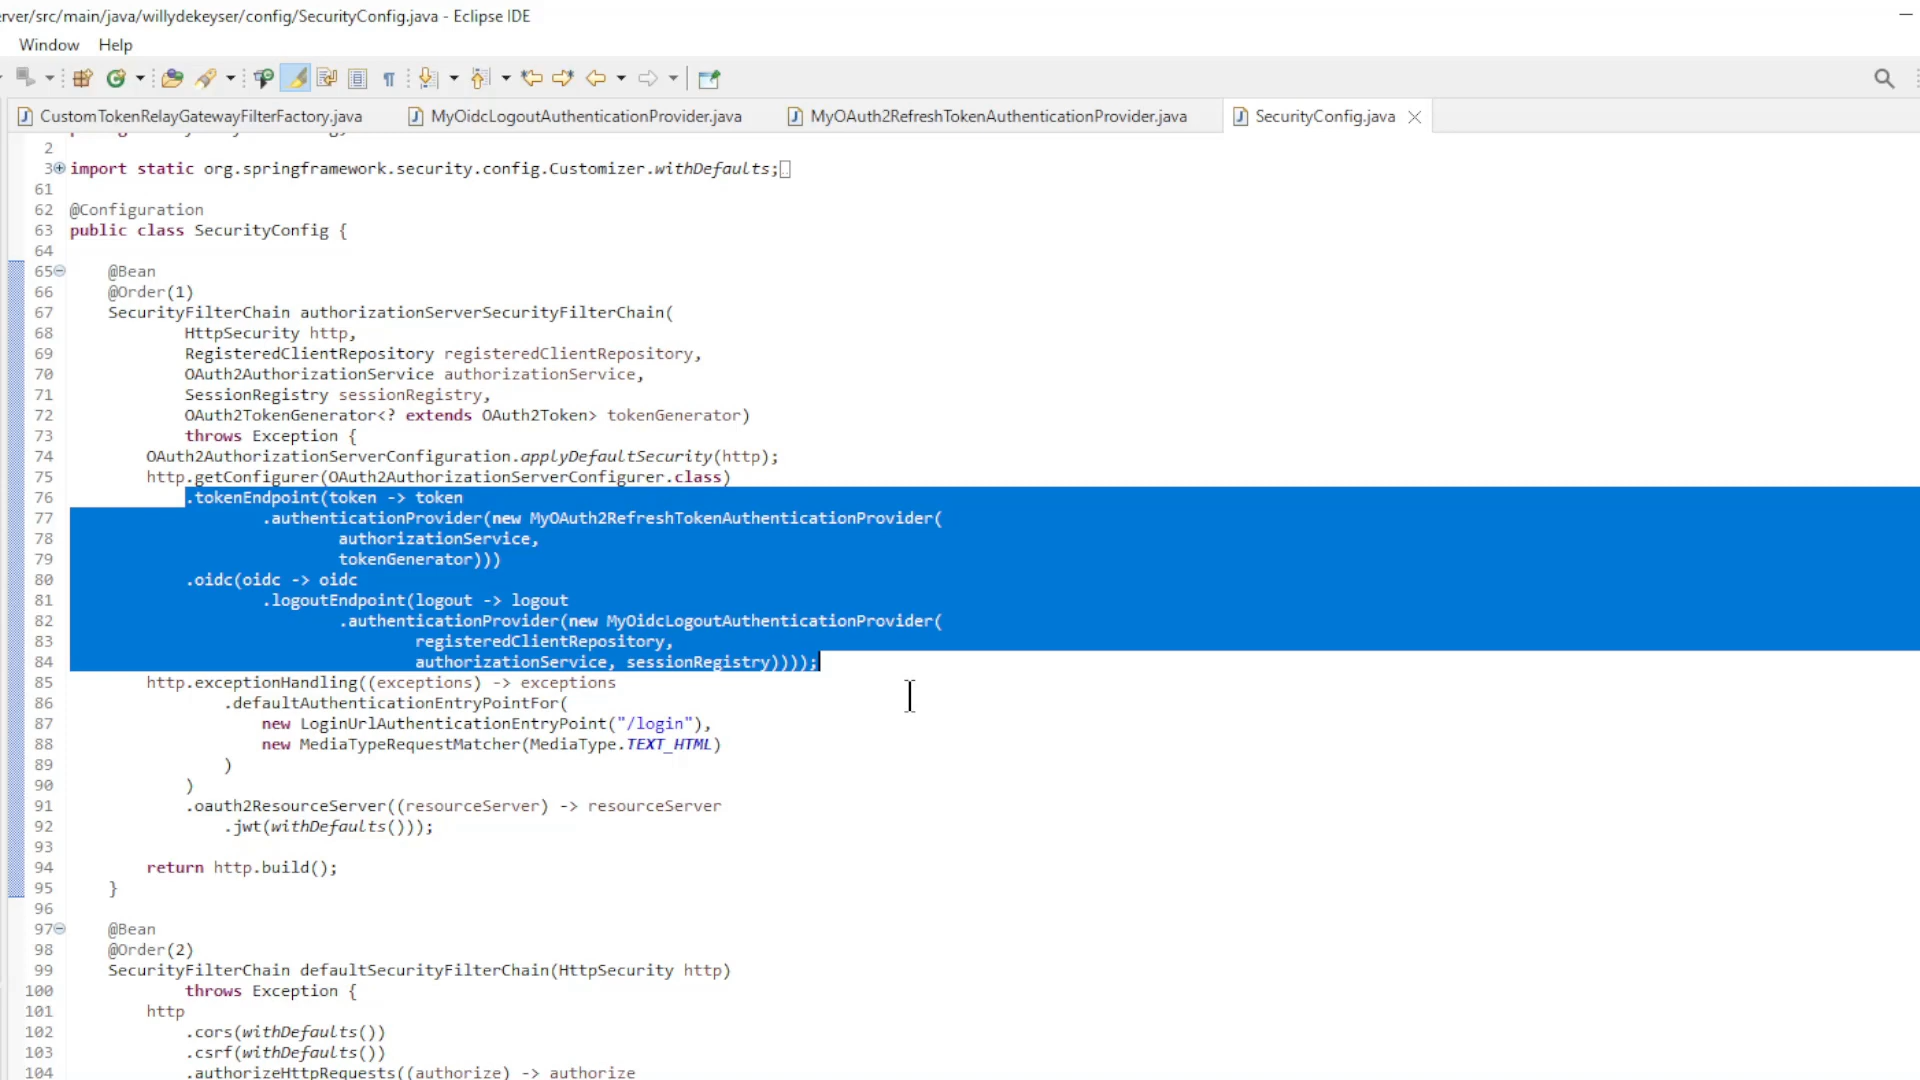 rver/src/main/java/willydekeyser/config/SecurityConfig.java - Eclipse IDE
Window Help
CustomTokenRelayGatewayFilterFactory.java MyOidcLogoutAuthenticationProvider.java MyOAuth2RefreshTokenAuthenticationProvider.java SecurityConfig.java
2
3 import static org.springframework.security.config.Customizer.withDefaults;
61
62 @Configuration
63 public class SecurityConfig {
64
65 @Bean
66 @Order(1)
67 SecurityFilterChain authorizationServerSecurityFilterChain(
68 HttpSecurity http,
69 RegisteredClientRepository registeredClientRepository,
70 OAuth2AuthorizationService authorizationService,
71 SessionRegistry sessionRegistry,
72 OAuth2TokenGenerator<? extends OAuth2Token> tokenGenerator)
73 throws Exception {
74 OAuth2AuthorizationServerConfiguration.applyDefaultSecurity(http);
75 http.getConfigurer(OAuth2AuthorizationServerConfigurer.class)
76 .tokenEndpoint(token -> token
77 .authenticationProvider(new MyOAuth2RefreshTokenAuthenticationProvider(
78 authorizationService,
79 tokenGenerator)))
80 .oidc(oidc -> oidc
81 .logoutEndpoint(logout -> logout
82 .authenticationProvider(new MyOidcLogoutAuthenticationProvider(
83 registeredClientRepository,
84 authorizationService, sessionRegistry))));
85 http.exceptionHandling((exceptions) -> exceptions
86 .defaultAuthenticationEntryPointFor(
87 new LoginUrlAuthenticationEntryPoint("/login"),
88 new MediaTypeRequestMatcher(MediaType.TEXT_HTML)
89 )
90 )
91 .oauth2ResourceServer((resourceServer) -> resourceServer
92 .jwt(withDefaults()));
93
94 return http.build();
95 }
96
97 @Bean
98 @Order(2)
99 SecurityFilterChain defaultSecurityFilterChain(HttpSecurity http)
100 throws Exception {
101 http
102 .cors(withDefaults())
103 .csrf(withDefaults())
104 .authorizeHttpRequests((authorize) -> authorize